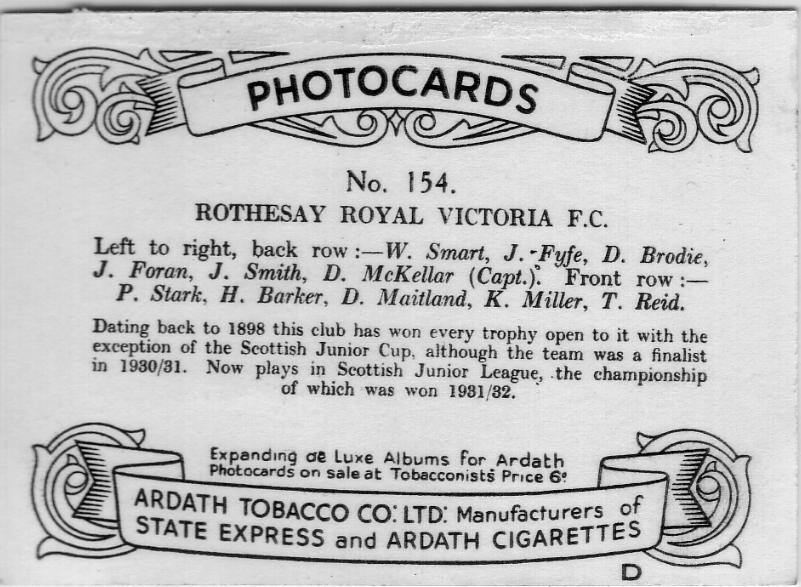 PHOTOCARDS
No. 154.
ROTHESAY ROYAL VICTORIA F.C.
Left to right, back row :—W. Smart, J. Fyfe, D. Brodie,
J. Foran, J. Smith, D. McKellar (Capt.). Front row :—
P. Stark, H. Barker, D. Maitland, K. Miller, T. Reid.
Dating back to 1898 this club has won every trophy open to it with the
exception of the Scottish Junior Cup, although the team was a finalist
in 1930/31. Now plays in Scottish Junior League, the championship
of which was won 1931/32.
Expanding de Luxe Albums for Ardath
Photocards on sale at Tobacconists Price 6ᵈ
ARDATH TOBACCO CO. LTD. Manufacturers of
STATE EXPRESS and ARDATH CIGARETTES
D